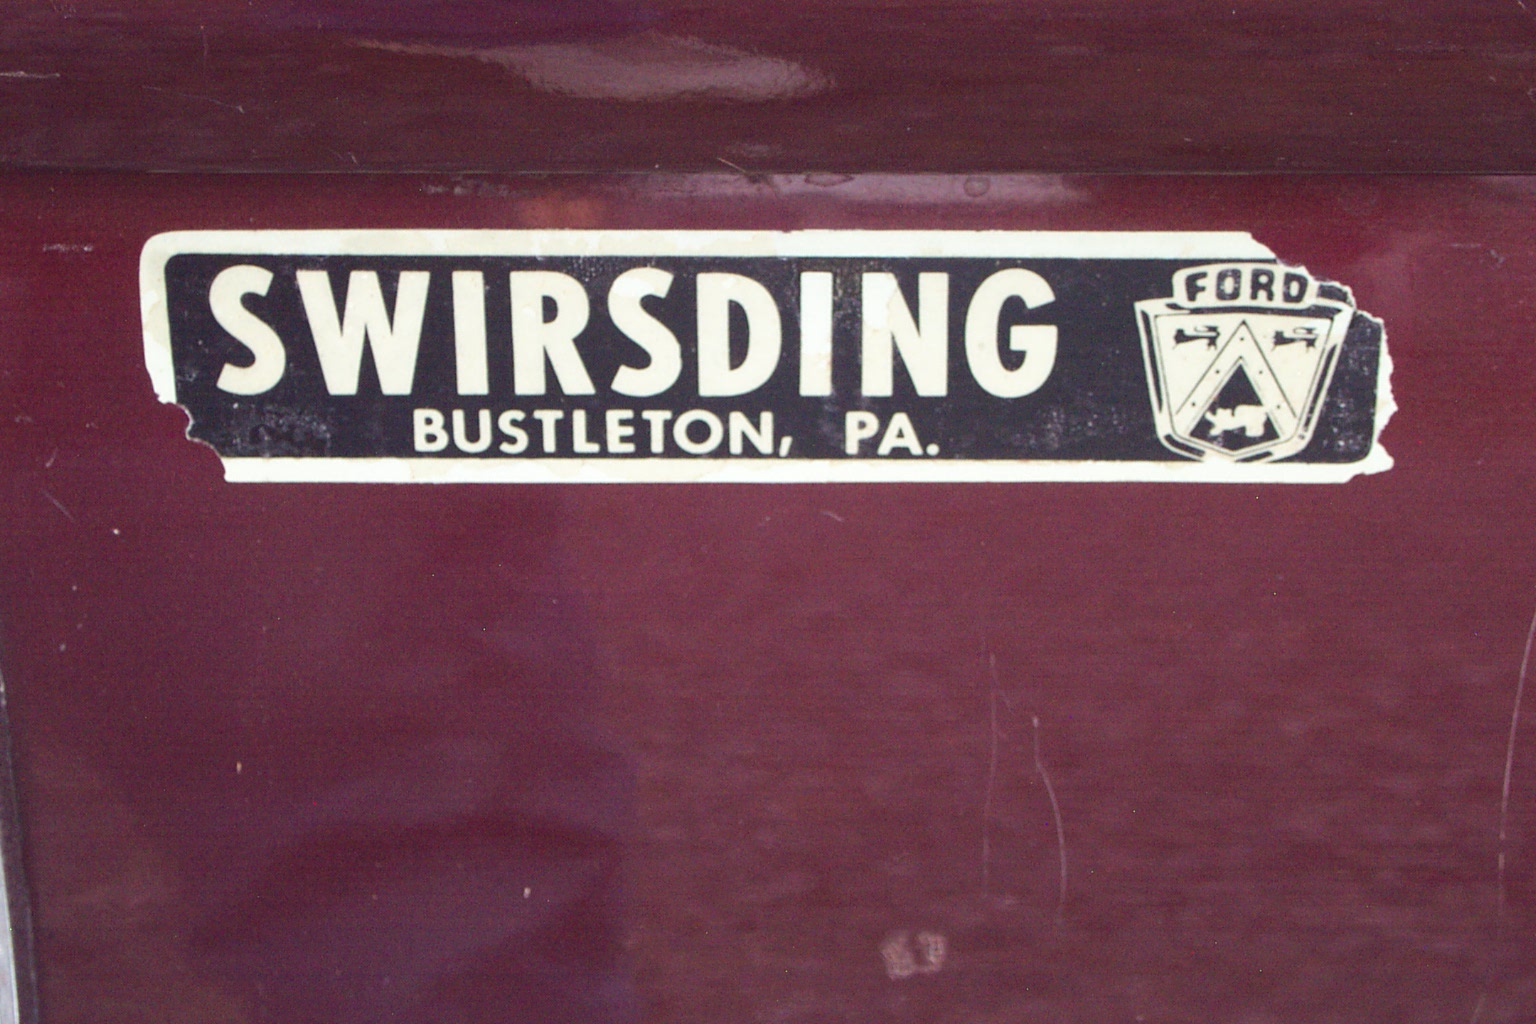 SWIRSDING
BUSTLETON, PA.
FORD